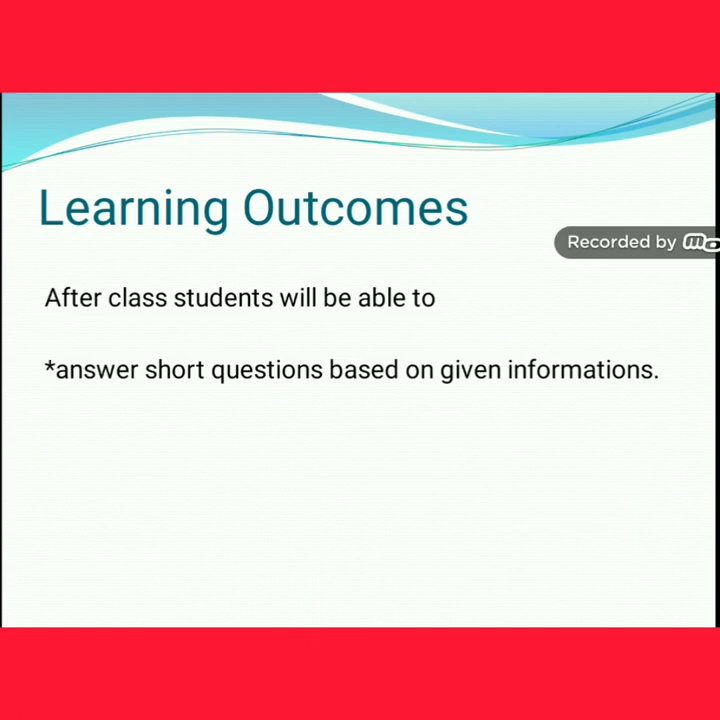 Learning Outcomes
Recorded by
After class students will be able to
*answer short questions based on given informations.